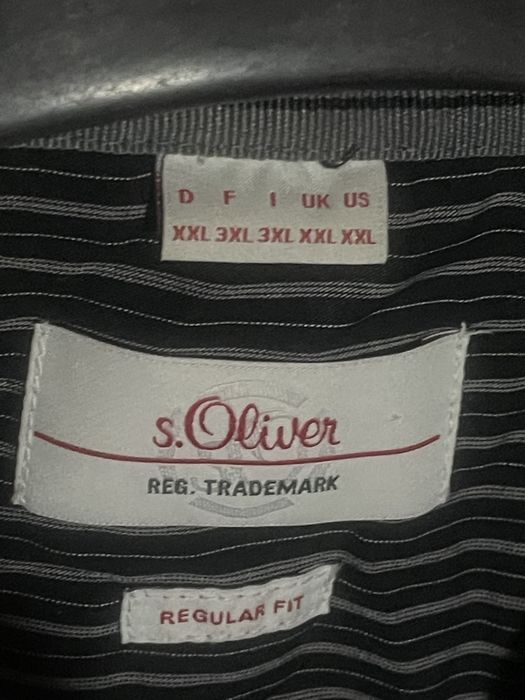 D F I UK US
XXL 3XL 3XL XXL XXL
s.Oliver
REG. TRADEMARK
REGULAR FIT